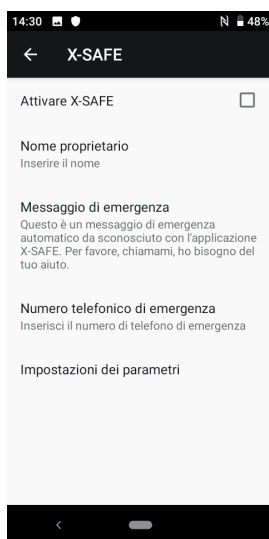 14:30 N 48%
X-SAFE
Attivare X-SAFE
Nome proprietario
Inserire il nome
Messaggio di emergenza
Questo è un messaggio di emergenza
automatico da sconosciuto con l'applicazione
X-SAFE. Per favore, chiamami, ho bisogno del
tuo aiuto.
Numero telefonico di emergenza
Inserisci il numero di telefono di emergenza
Impostazioni dei parametri